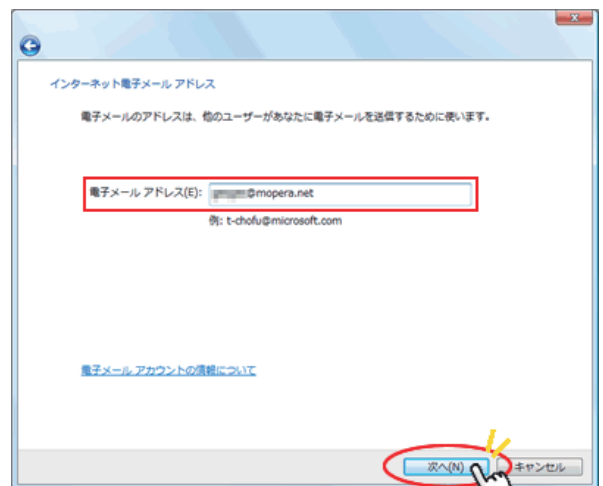 インターネット電子メール アドレス
電子メールのアドレスは、他のユーザーがあなたに電子メールを送信するために使います。
電子メール アドレス(E): @mopera.net
例: t-chofu@microsoft.com
電子メール アカウントの情報について
次へ(N) キャンセル